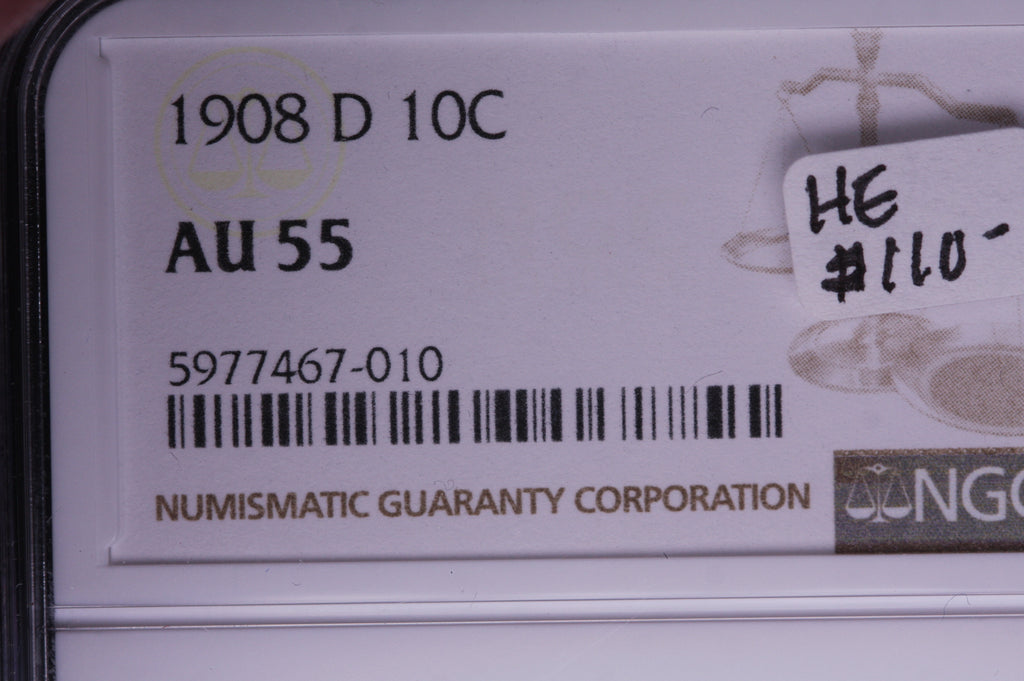 1908 D 10C
AU 55
HE
$110-
5977467-010
NUMISMATIC GUARANTY CORPORATION
NGC